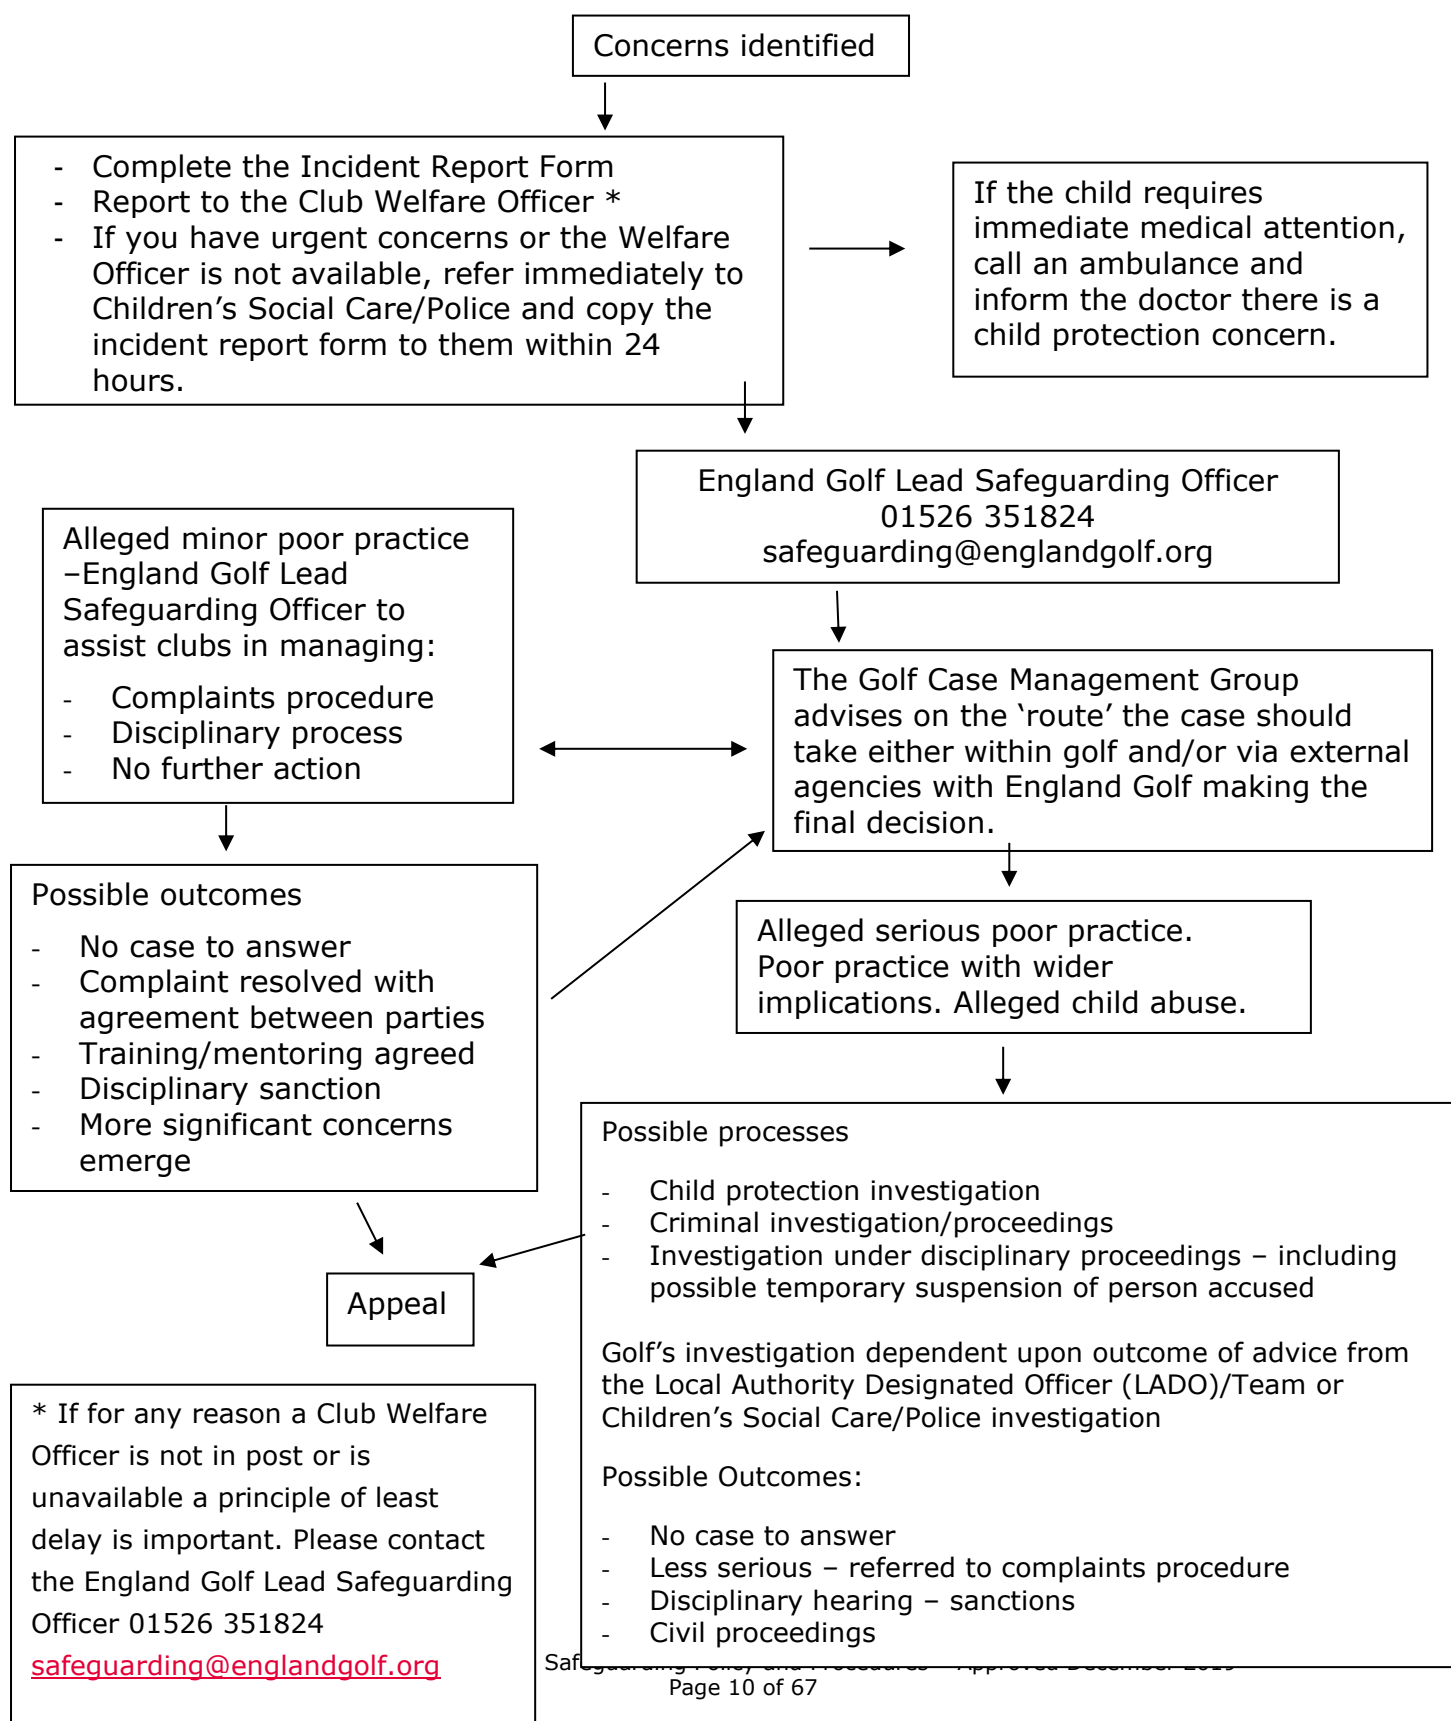 Concerns identified
- Complete the Incident Report Form
- Report to the Club Welfare Officer *
- If you have urgent concerns or the Welfare
Officer is not available, refer immediately to
Children’s Social Care/Police and copy the
incident report form to them within 24
hours.
If the child requires
immediate medical attention,
call an ambulance and
inform the doctor there is a
child protection concern.
England Golf Lead Safeguarding Officer
01526 351824
safeguarding@englandgolf.org
Alleged minor poor practice
–England Golf Lead
Safeguarding Officer to
assist clubs in managing:
- Complaints procedure
- Disciplinary process
- No further action
The Golf Case Management Group
advises on the ‘route’ the case should
take either within golf and/or via external
agencies with England Golf making the
final decision.
Possible outcomes
- No case to answer
- Complaint resolved with
agreement between parties
- Training/mentoring agreed
- Disciplinary sanction
- More significant concerns
emerge
Alleged serious poor practice.
Poor practice with wider
implications. Alleged child abuse.
Possible processes
- Child protection investigation
- Criminal investigation/proceedings
- Investigation under disciplinary proceedings – including
possible temporary suspension of person accused
Golf’s investigation dependent upon outcome of advice from
the Local Authority Designated Officer (LADO)/Team or
Children’s Social Care/Police investigation
Possible Outcomes:
- No case to answer
- Less serious – referred to complaints procedure
- Disciplinary hearing – sanctions
- Civil proceedings
Appeal
* If for any reason a Club Welfare
Officer is not in post or is
unavailable a principle of least
delay is important. Please contact
the England Golf Lead Safeguarding
Officer 01526 351824
safeguarding@englandgolf.org
Safeguarding Policy and Procedures – Approved December 2019
Page 10 of 67